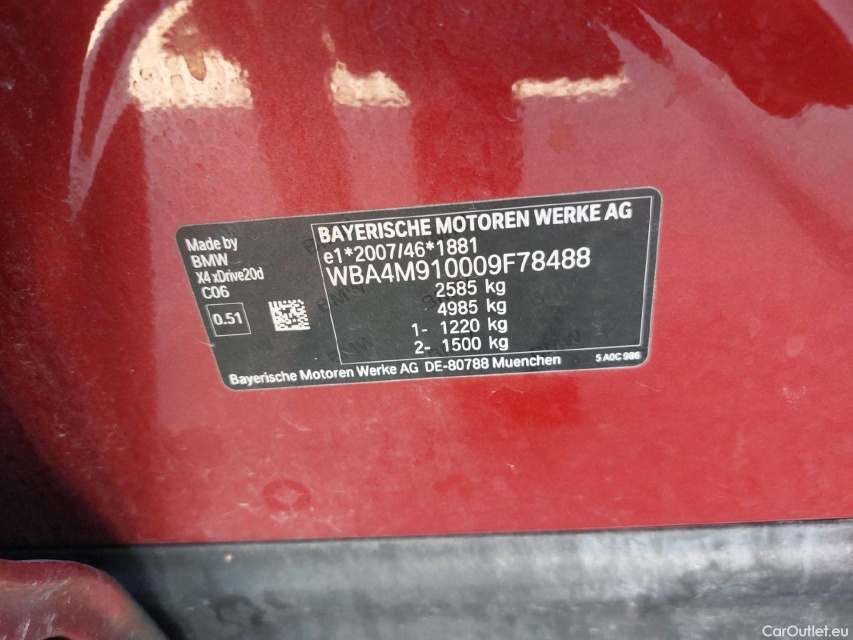 Made by
BMW
X4 xDrive20d
C06
0.51
BAYERISCHE MOTOREN WERKE AG
e1*2007/46*1881
WBA4M910009F78488
2585 kg
4985 kg
1- 1220 kg
2- 1500 kg
Bayerische Motoren Werke AG DE-80788 Muenchen
5 A0C 986
CarOutlet.eu